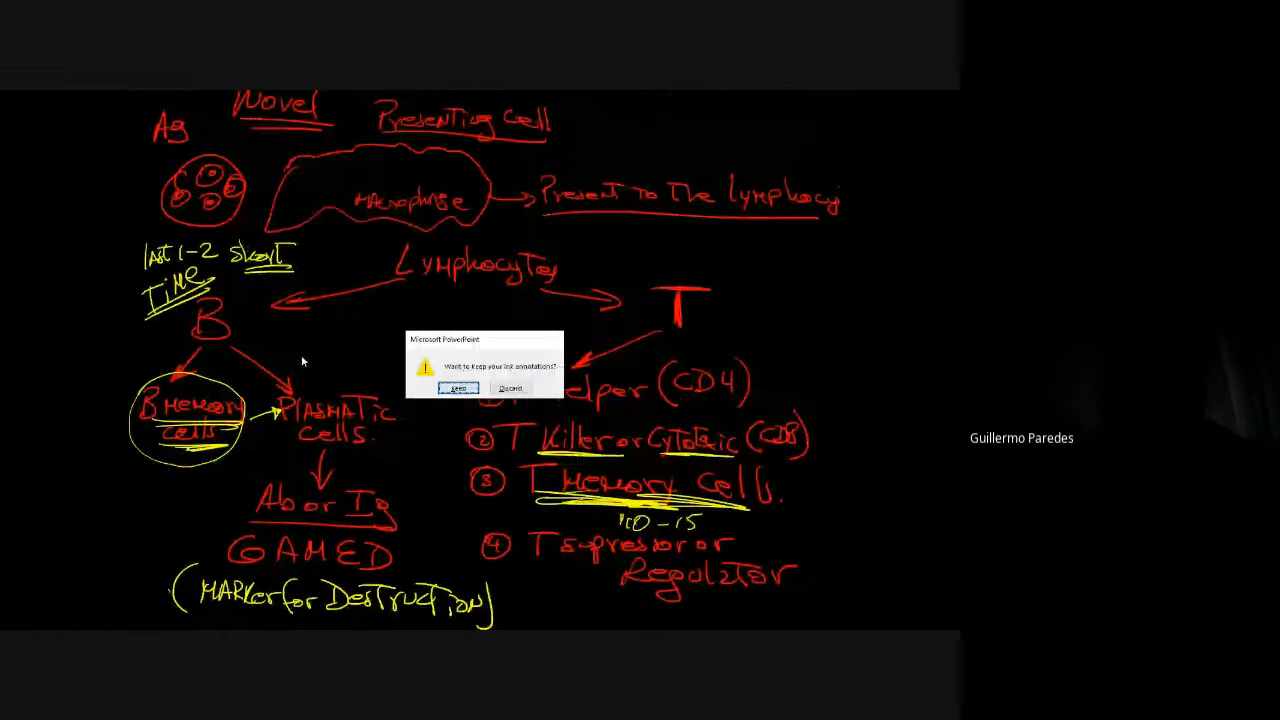 Novel
Ag
Presenting Cell
Macrophage
Present to the Lymphocy
last 1-2 short
Time
Lymphocytes
B
T
Microsoft PowerPoint
Want to keep your ink annotations?
Keep Discard
elper (CD4)
B memory
cells
PLASMATIC
Cells.
② T Killer or Cytotoxic (CD8)
③ T memory cells.
10-15
Ab or Ig
GAMED
④ T supresior or
Regulator
(MARKer for DesTRUCTION)
Guillermo Paredes